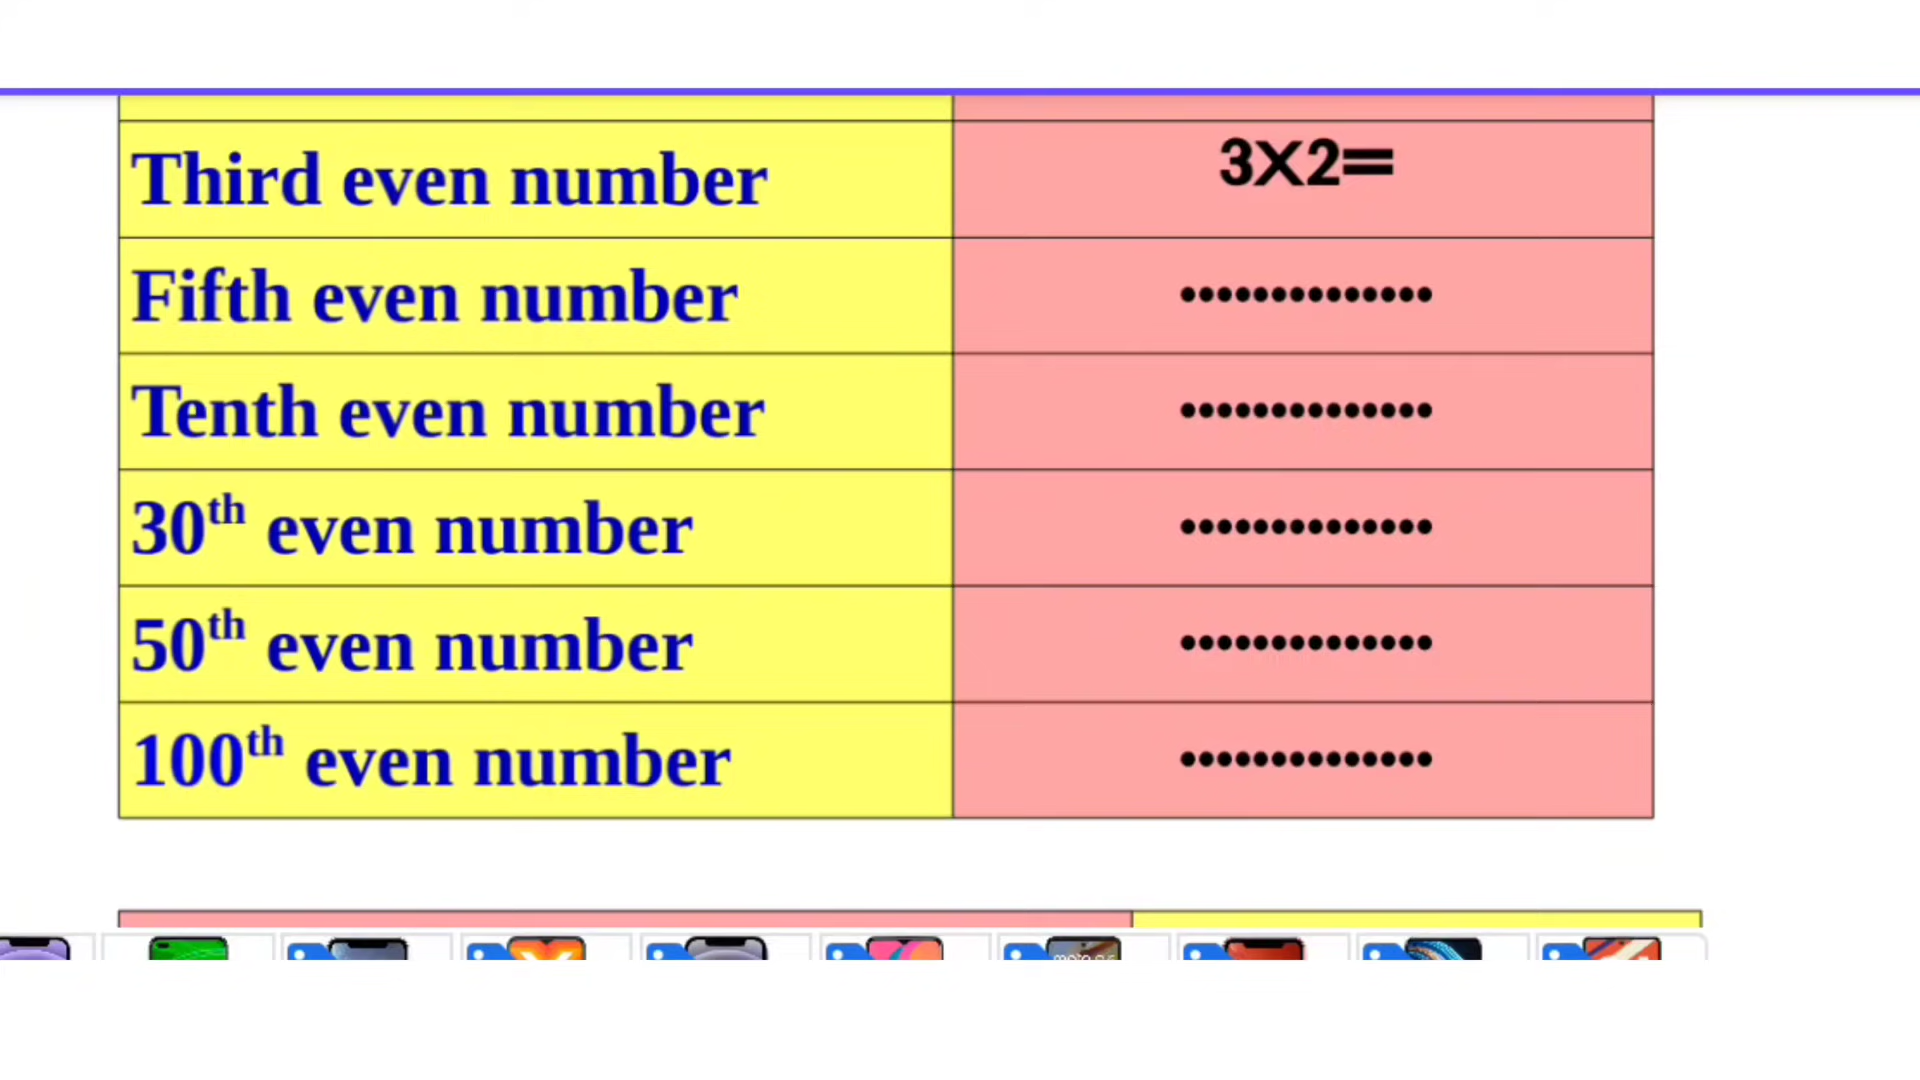 Third even number 3X2=
Fifth even number ..............
Tenth even number ..............
30th even number ..............
50th even number ..............
100th even number ..............